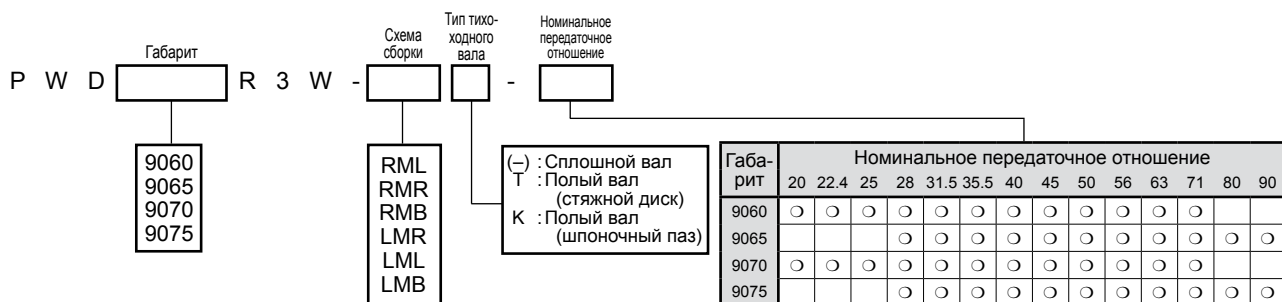 Габарит
Схема
сборки
Тип тихо-
ходного
вала
Номинальное
передаточное
отношение
P W D R 3 W - -
9060
9065
9070
9075
RML
RMR
RMB
LMR
LML
LMB
(–) : Сплошной вал
T : Полый вал
(стяжной диск)
K : Полый вал
(шпоночный паз)
Габа-
рит
Номинальное передаточное отношение
20 22.4 25 28 31.5 35.5 40 45 50 56 63 71 80 90
9060 ❍ ❍ ❍ ❍ ❍ ❍ ❍ ❍ ❍ ❍ ❍ ❍
9065 ❍ ❍ ❍ ❍ ❍ ❍ ❍ ❍ ❍ ❍ ❍
9070 ❍ ❍ ❍ ❍ ❍ ❍ ❍ ❍ ❍ ❍ ❍ ❍
9075 ❍ ❍ ❍ ❍ ❍ ❍ ❍ ❍ ❍ ❍ ❍